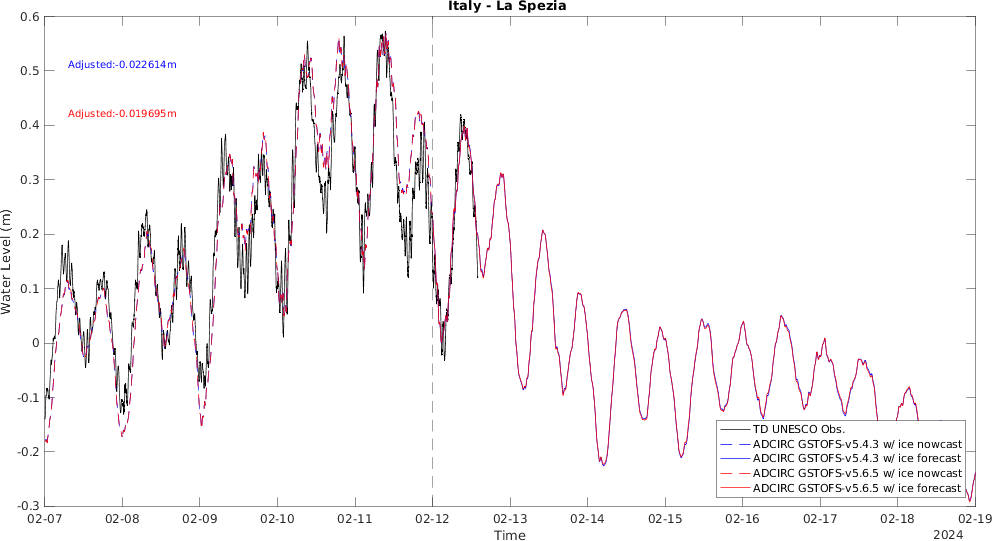 Italy - La Spezia
0.6
0.5
0.4
0.3
0.2
0.1
0
-0.1
-0.2
-0.3
Water Level (m)
Adjusted:-0.022614m
Adjusted:-0.019695m
TD UNESCO Obs.
ADCIRC GSTOFS-v5.4.3 w/ ice nowcast
ADCIRC GSTOFS-v5.4.3 w/ ice forecast
ADCIRC GSTOFS-v5.6.5 w/ ice nowcast
ADCIRC GSTOFS-v5.6.5 w/ ice forecast
02-07 02-08 02-09 02-10 02-11 02-12 02-13 02-14 02-15 02-16 02-17 02-18 02-19
Time
2024